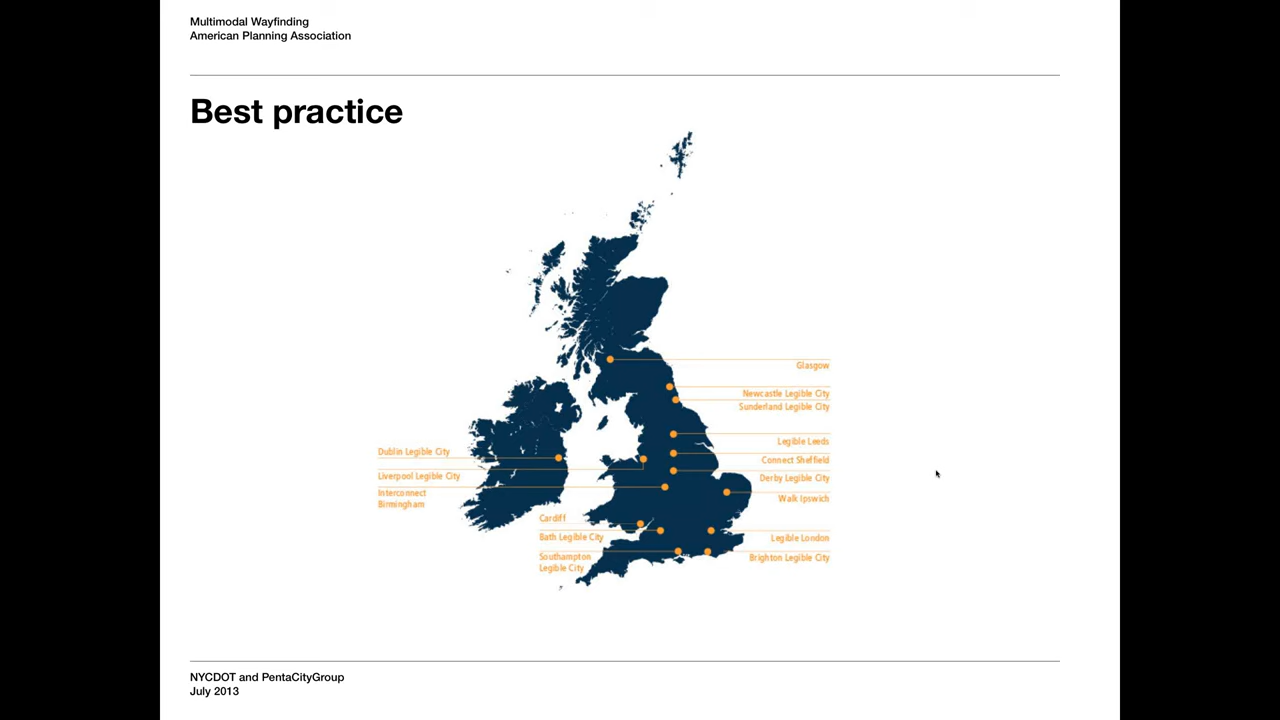 Multimodal Wayfinding
American Planning Association
Best practice
Glasgow
Newcastle Legible City
Sunderland Legible City
Legible Leeds
Connect Sheffield
Derby Legible City
Walk Ipswich
Legible London
Brighton Legible City
Dublin Legible City
Liverpool Legible City
Interconnect
Birmingham
Cardiff
Bath Legible City
Southampton
Legible City
NYCDOT and PentaCityGroup
July 2013